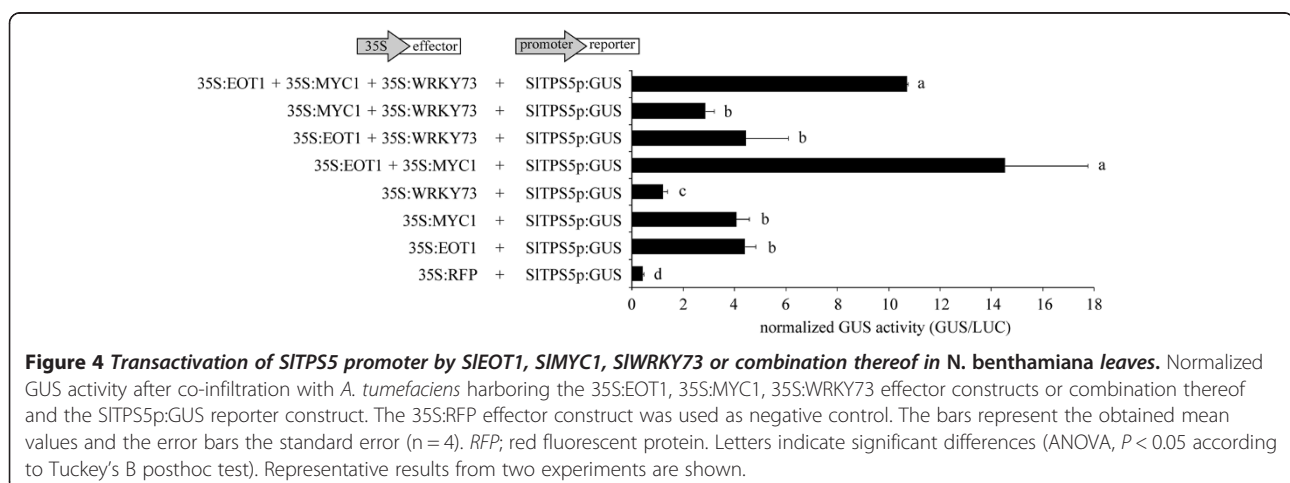 35S effector promoter reporter
35S:EOT1 + 35S:MYC1 + 35S:WRKY73 + SlTPS5p:GUS a
35S:MYC1 + 35S:WRKY73 + SlTPS5p:GUS b
35S:EOT1 + 35S:WRKY73 + SlTPS5p:GUS b
35S:EOT1 + 35S:MYC1 + SlTPS5p:GUS a
35S:WRKY73 + SlTPS5p:GUS c
35S:MYC1 + SlTPS5p:GUS b
35S:EOT1 + SlTPS5p:GUS b
35S:RFP + SlTPS5p:GUS d
0 2 4 6 8 10 12 14 16 18
normalized GUS activity (GUS/LUC)
Figure 4 Transactivation of SlTPS5 promoter by SlEOT1, SlMYC1, SlWRKY73 or combination thereof in N. benthamiana leaves. Normalized
GUS activity after co-infiltration with A. tumefaciens harboring the 35S:EOT1, 35S:MYC1, 35S:WRKY73 effector constructs or combination thereof
and the SlTPS5p:GUS reporter construct. The 35S:RFP effector construct was used as negative control. The bars represent the obtained mean
values and the error bars the standard error (n = 4). RFP; red fluorescent protein. Letters indicate significant differences (ANOVA, P < 0.05 according
to Tuckey's B posthoc test). Representative results from two experiments are shown.